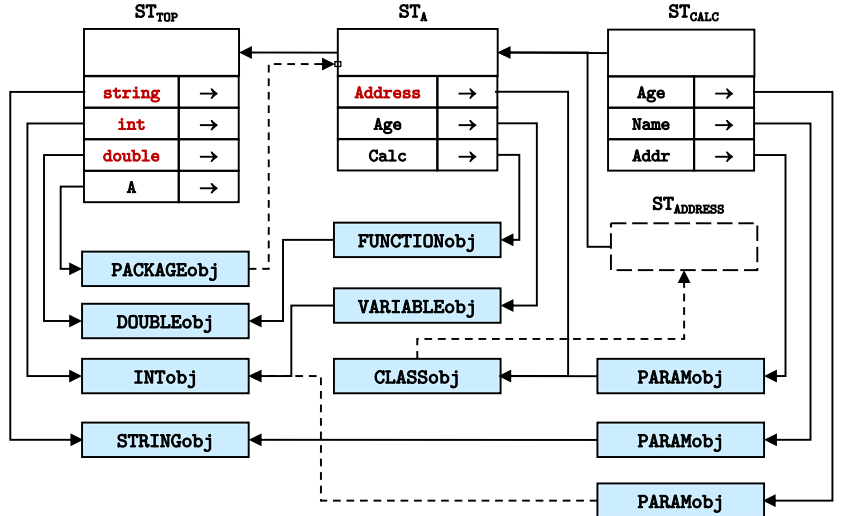 ST_TOP
ST_A
ST_CALC
string →
int →
double →
A →
Address →
Age →
Calc →
Age →
Name →
Addr →
ST_ADDRESS
PACKAGEobj
DOUBLEobj
INTobj
STRINGobj
FUNCTIONobj
VARIABLEobj
CLASSobj
PARAMobj
PARAMobj
PARAMobj